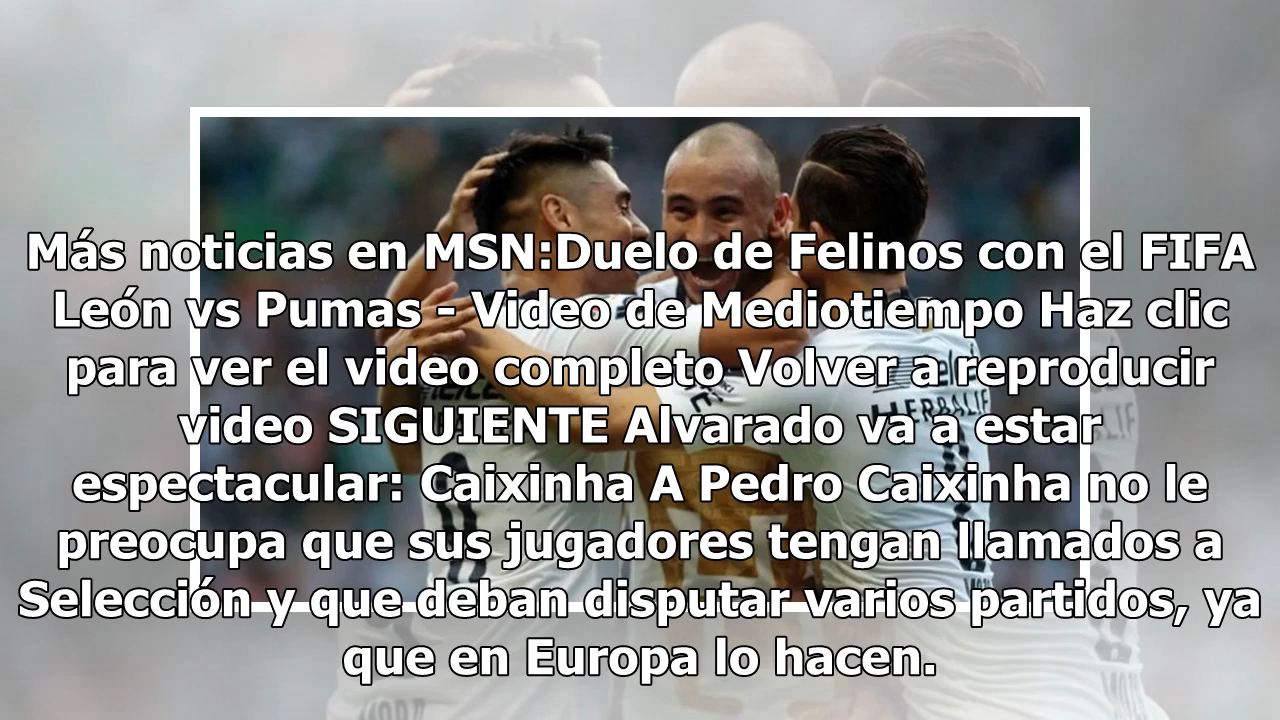 Más noticias en MSN:Duelo de Felinos con el FIFA
León vs Pumas - Video de Mediotiempo Haz clic
para ver el video completo Volver a reproducir
video SIGUIENTE Alvarado va a estar
espectacular: Caixinha A Pedro Caixinha no le
preocupa que sus jugadores tengan llamados a
Selección y que deban disputar varios partidos, ya
que en Europa lo hacen.
HERBALIFE